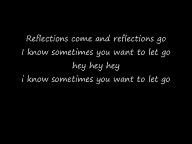 Reflections come and reflections go
I know sometimes you want to let go
hey hey hey
i know sometimes you want to let go